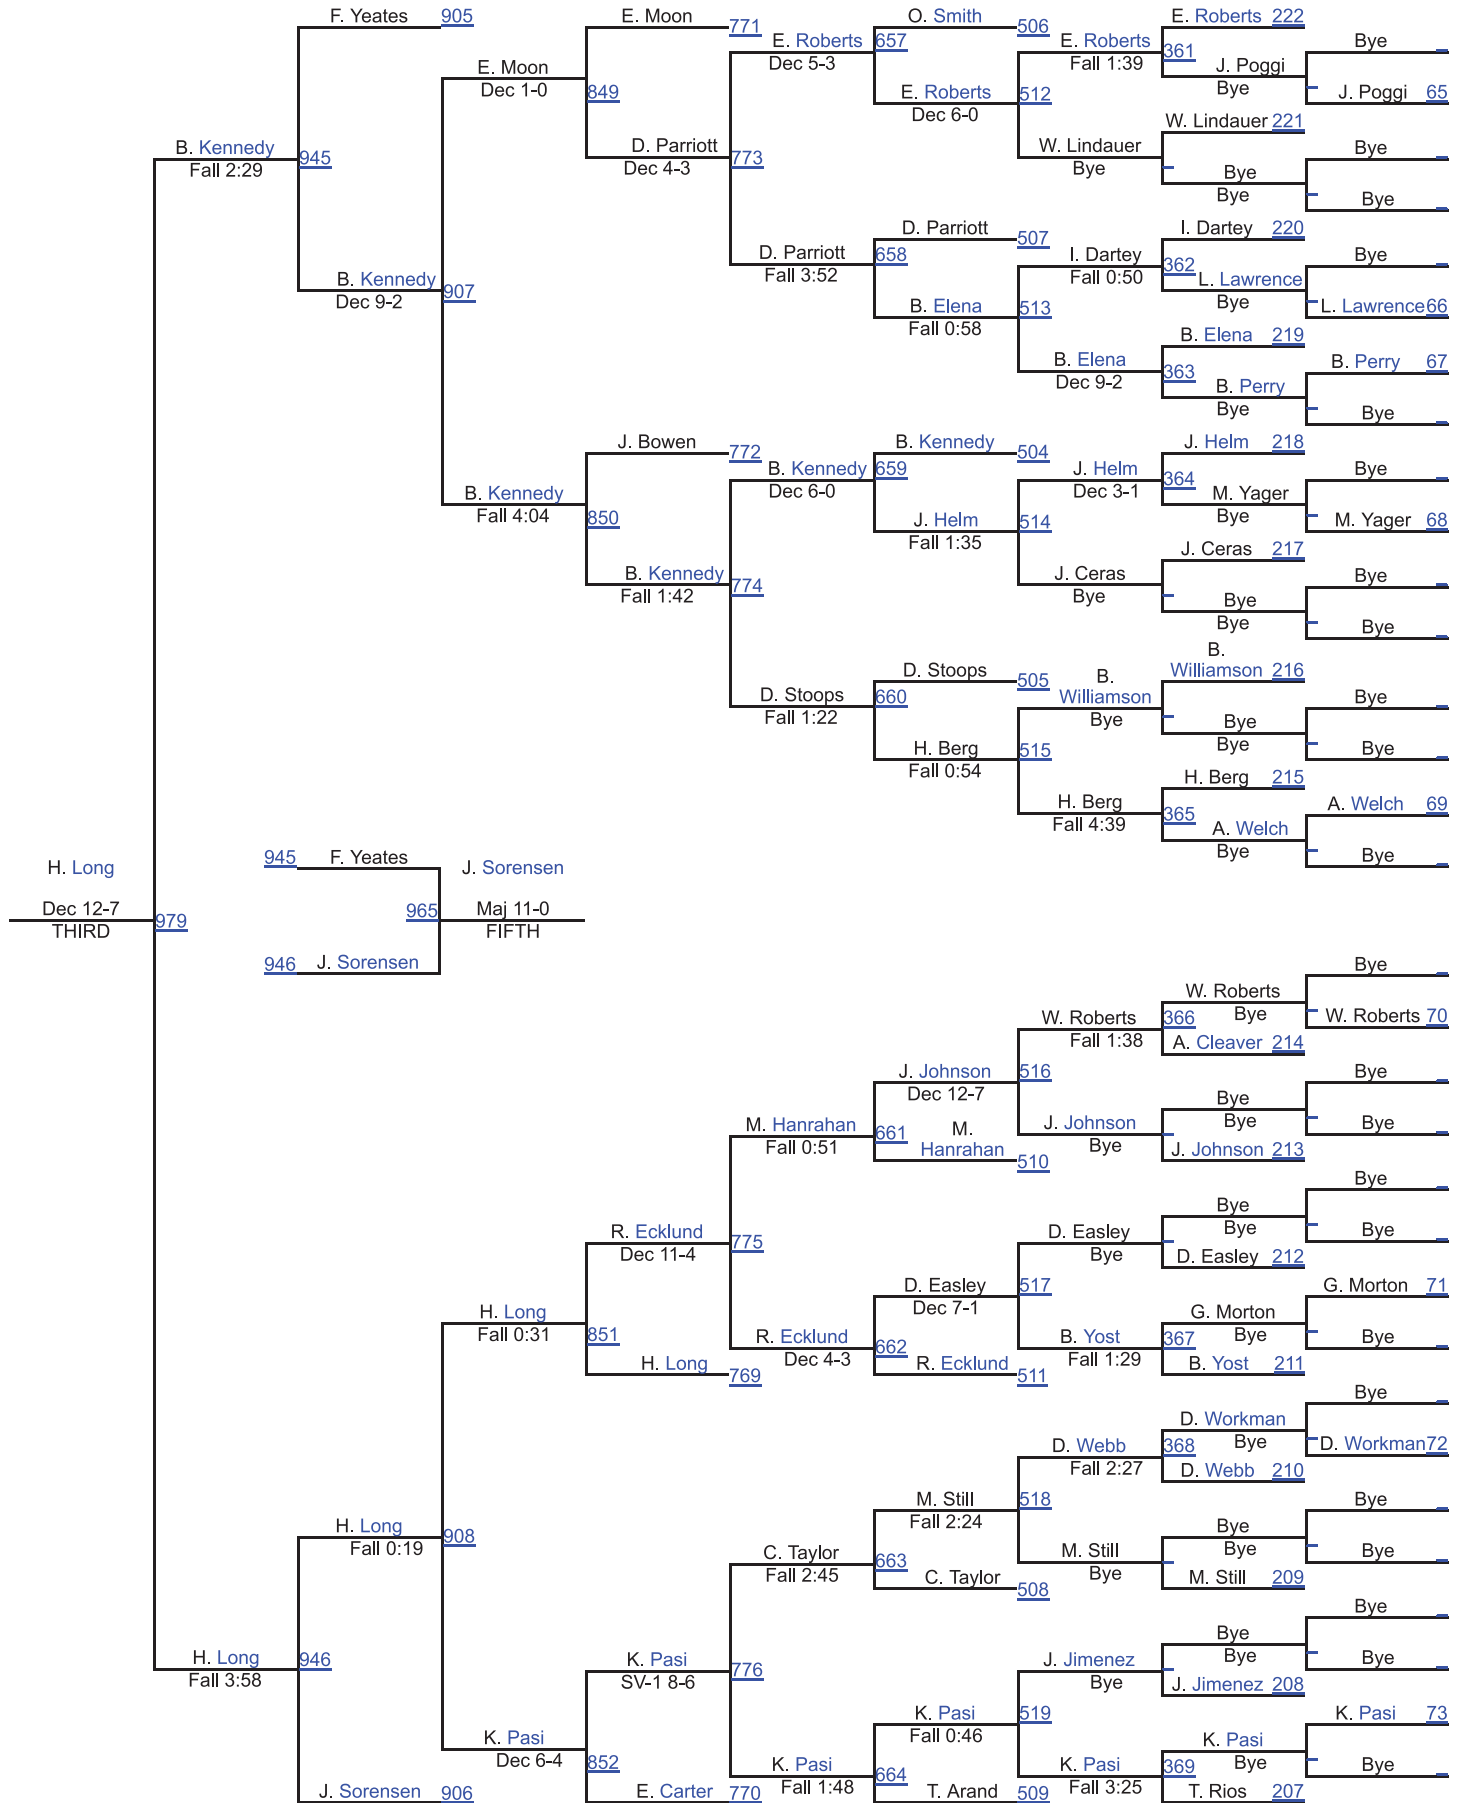 F. Yeates 905 E. Moon O. Smith E. Roberts 222
771 506
E. Roberts 657 E. Roberts Bye
Dec 5-3 Fall 1:39 361
E. Moon J. Poggi
Dec 1-0 849 E. Roberts 512 Bye J. Poggi 65
Dec 6-0
W. Lindauer 221
B. Kennedy 945 D. Parriott 773 W. Lindauer Bye
Fall 2:29 Dec 4-3 Bye
Bye
Bye Bye
D. Parriott 507 I. Dartey 220
D. Parriott 658 I. Dartey 362 Bye
Fall 3:52 Fall 0:50
B. Kennedy 907 L. Lawrence
Dec 9-2 Bye
B. Elena 513 L. Lawrence 66
Fall 0:58
B. Elena 219
B. Elena 363 B. Perry 67
Dec 9-2
B. Perry
Bye Bye
J. Bowen 772 B. Kennedy 504 J. Helm 218
B. Kennedy 659 J. Helm 364 Bye
Dec 6-0 Dec 3-1
B. Kennedy 850 M. Yager
Fall 4:04 Bye
J. Helm 514 M. Yager 68
Fall 1:35
J. Ceras 217
B. Kennedy 774 J. Ceras Bye
Fall 1:42 Bye
Bye
Bye Bye
B.
D. Stoops 505 B. Williamson 216
D. Stoops 660 Williamson Bye
Fall 1:22 Bye
Bye
Bye
H. Berg 515 Bye
Fall 0:54
H. Berg 215
H. Berg 365 A. Welch 69
Fall 4:39
A. Welch
Bye Bye
945 F. Yeates
H. Long J. Sorensen
Dec 12-7 979 965 Maj 11-0
THIRD FIFTH
946 J. Sorensen
Bye
W. Roberts
W. Roberts 366 Bye W. Roberts 70
Fall 1:38
A. Cleaver 214
J. Johnson 516 Bye
Dec 12-7
Bye
M. Hanrahan 661 M. J. Johnson Bye Bye
Fall 0:51 Hanrahan Bye J. Johnson 213
510
Bye
Bye
R. Ecklund 775 D. Easley Bye Bye
Dec 11-4 Bye
D. Easley 212
D. Easley 517 G. Morton 71
Dec 7-1
H. Long 851 G. Morton
Fall 0:31
R. Ecklund 662 B. Yost 367 Bye Bye
Dec 4-3 Fall 1:29
H. Long 769 R. Ecklund 511 B. Yost 211
Bye
D. Workman
D. Webb 368 Bye D. Workman 72
Fall 2:27
D. Webb 210
M. Still 518 Bye
Fall 2:24
H. Long 908 Bye
Fall 0:19
C. Taylor 663 M. Still Bye Bye
Fall 2:45 Bye
C. Taylor 508 M. Still 209
Bye
Bye
H. Long 946 K. Pasi 776 J. Jimenez Bye Bye
Fall 3:58 SV-1 8-6 Bye
J. Jimenez 208
K. Pasi 519 K. Pasi 73
Fall 0:46
K. Pasi 852 K. Pasi
Dec 6-4
K. Pasi 664 K. Pasi 369 Bye Bye
Fall 1:48 Fall 3:25
J. Sorensen 906 E. Carter 770 T. Arand 509 T. Rios 207